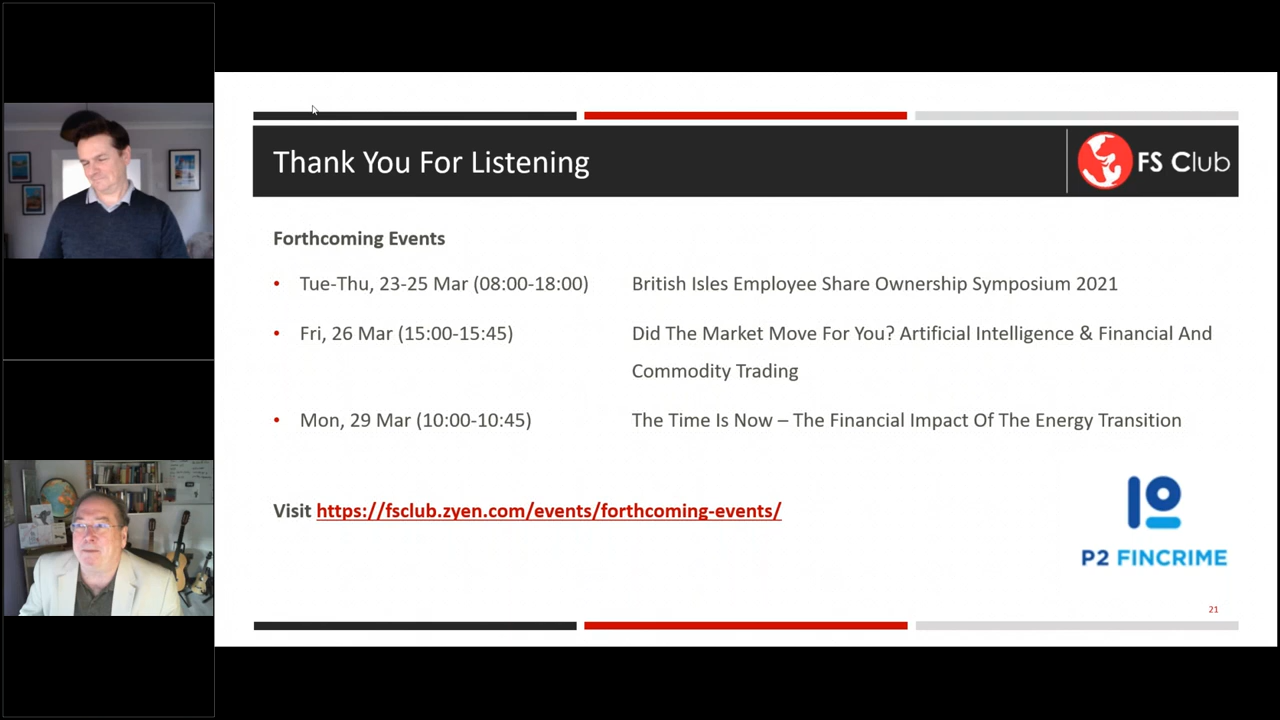 Thank You For Listening
FS Club
Forthcoming Events
• Tue-Thu, 23-25 Mar (08:00-18:00) British Isles Employee Share Ownership Symposium 2021
• Fri, 26 Mar (15:00-15:45) Did The Market Move For You? Artificial Intelligence & Financial And
Commodity Trading
• Mon, 29 Mar (10:00-10:45) The Time Is Now – The Financial Impact Of The Energy Transition
Visit https://fsclub.zyen.com/events/forthcoming-events/
P2 FINCRIME
21